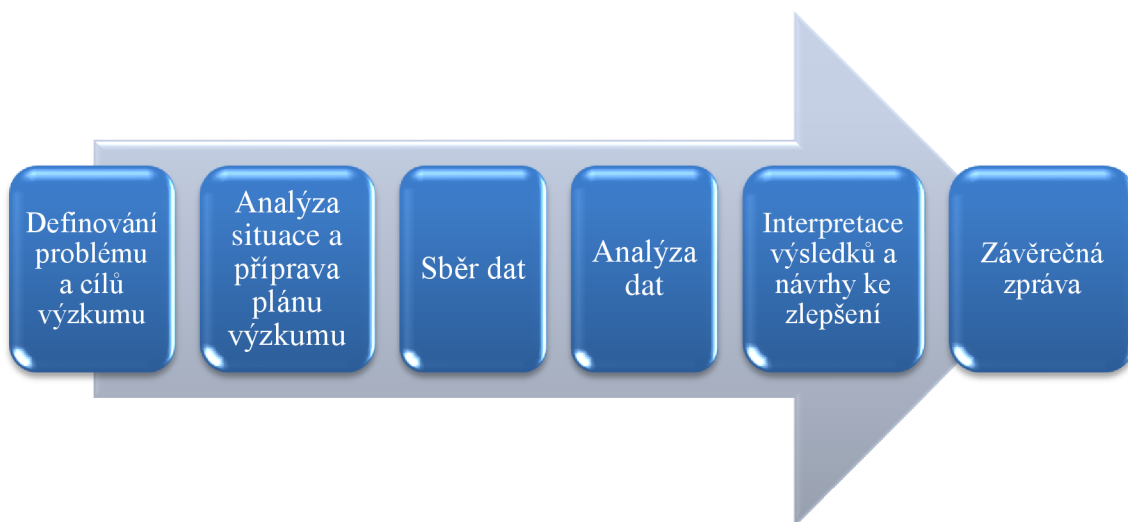 Definování
problému
a cílů
výzkumu
Analýza
situace a
příprava
plánu
výzkumu
Sběr dat
Analýza
dat
Interpretace
výsledků a
návrhy ke
zlepšení
Závěrečná
zpráva